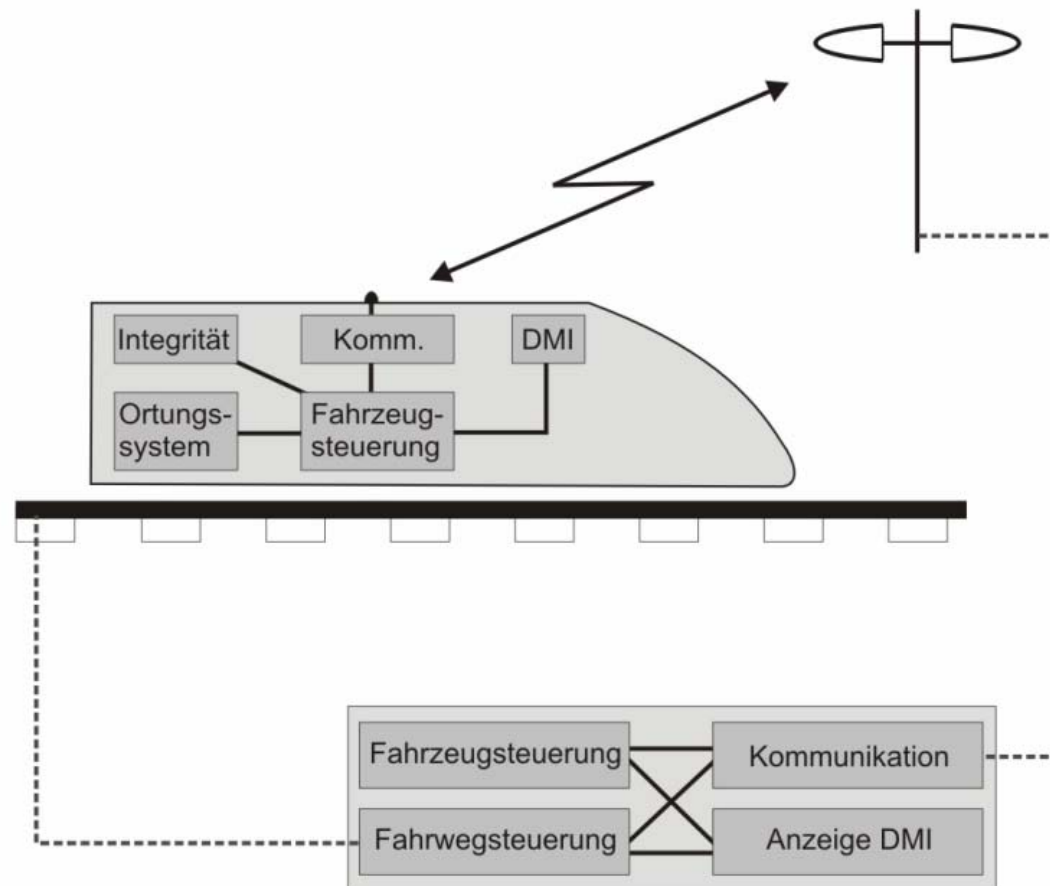 Integrität
Komm.
DMI
Ortungs-
system
Fahrzeug-
steuerung
Fahrzeugsteuerung
Kommunikation
Fahrwegsteuerung
Anzeige DMI